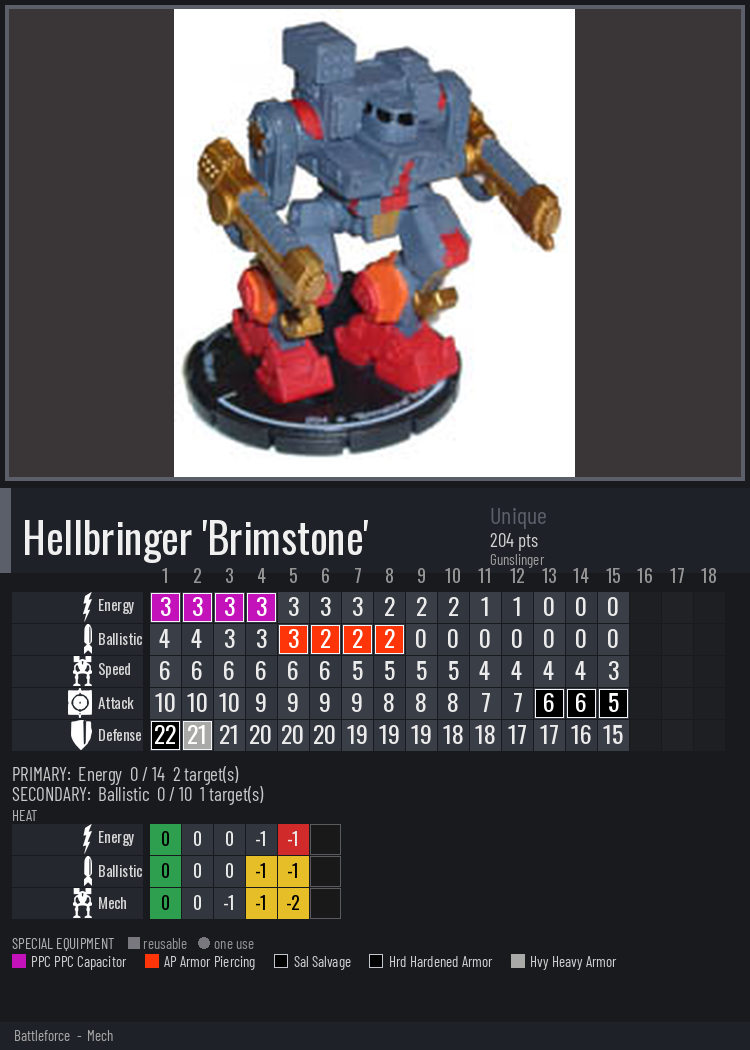 Hellbringer 'Brimstone'
Unique
204 pts
Gunslinger
1 2 3 4 5 6 7 8 9 10 11 12 13 14 15 16 17 18
Energy 3 3 3 3 3 3 3 2 2 2 1 1 0 0 0
Ballistic 4 4 3 3 3 2 2 2 0 0 0 0 0 0 0
Speed 6 6 6 6 6 6 5 5 5 5 4 4 4 4 3
Attack 10 10 10 9 9 9 9 8 8 8 7 7 6 6 5
Defense 22 21 21 20 20 20 19 19 19 18 18 17 17 16 15
PRIMARY: Energy 0 / 14 2 target(s)
SECONDARY: Ballistic 0 / 10 1 target(s)
HEAT
Energy 0 0 0 -1 -1
Ballistic 0 0 0 -1 -1
Mech 0 0 -1 -1 -2
SPECIAL EQUIPMENT reusable one use
PPC PPC Capacitor AP Armor Piercing Sal Salvage Hrd Hardened Armor Hvy Heavy Armor
Battleforce - Mech